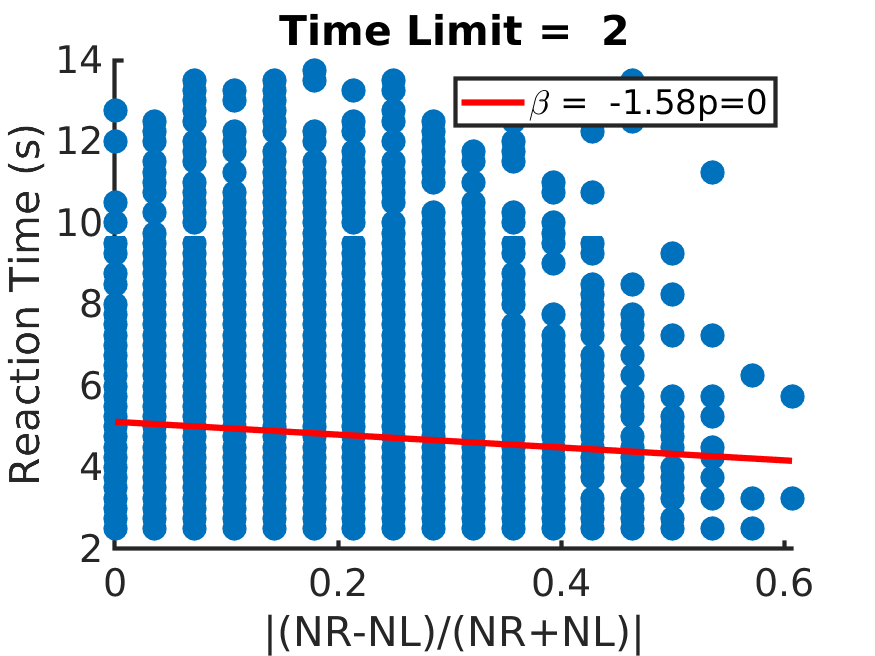 Time Limit =  2
β =  -1.58p=0
Reaction Time (s)
14
12
10
8
6
4
2
0
0.2
0.4
0.6
|(NR-NL)/(NR+NL)|